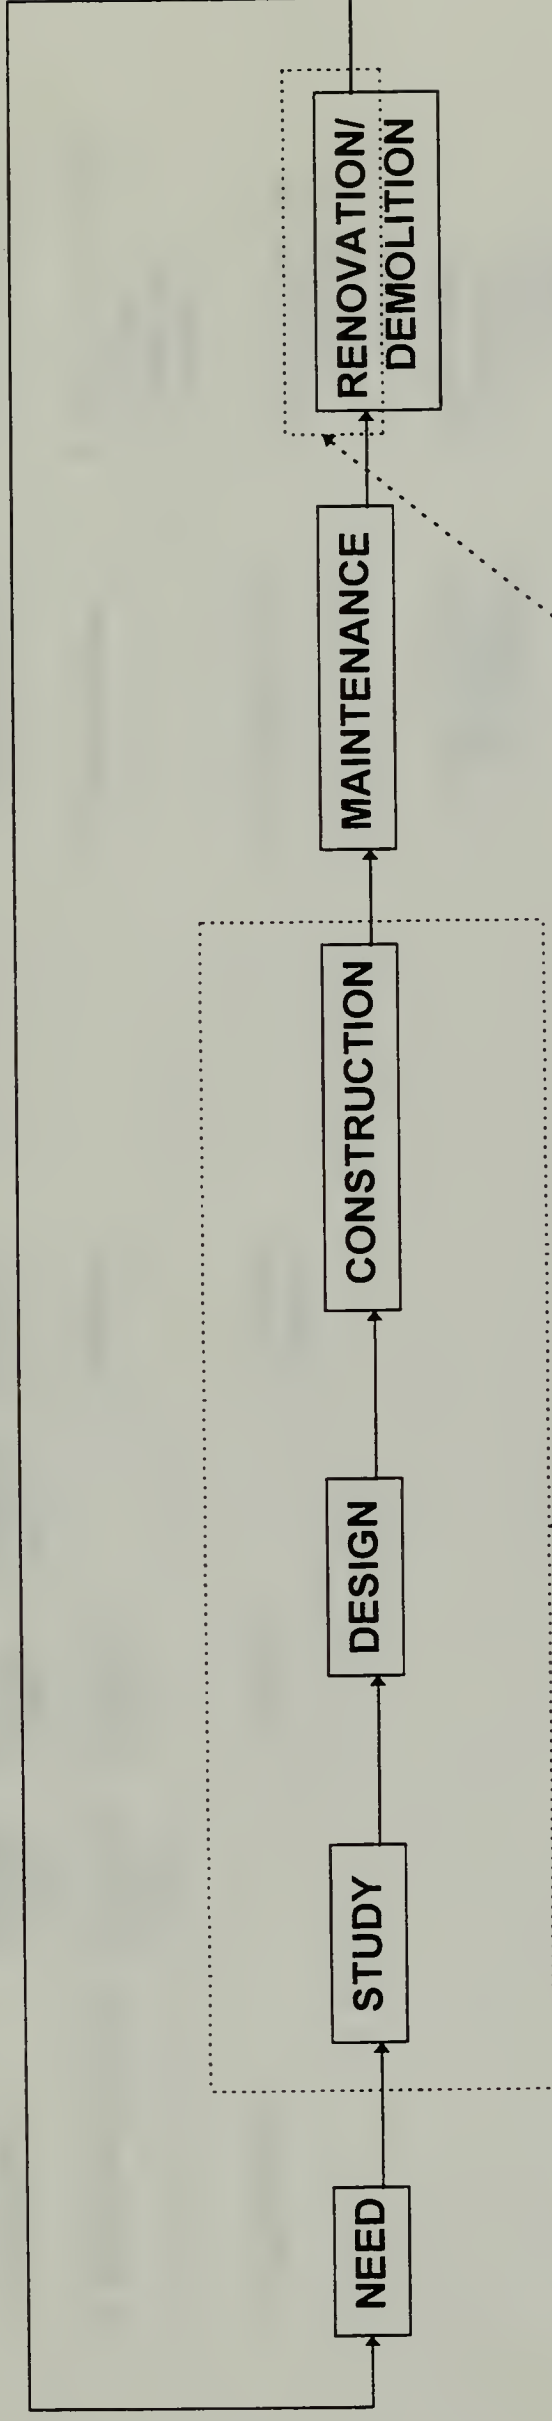 NEED
STUDY
DESIGN
CONSTRUCTION
MAINTENANCE
RENOVATION/
DEMOLITION